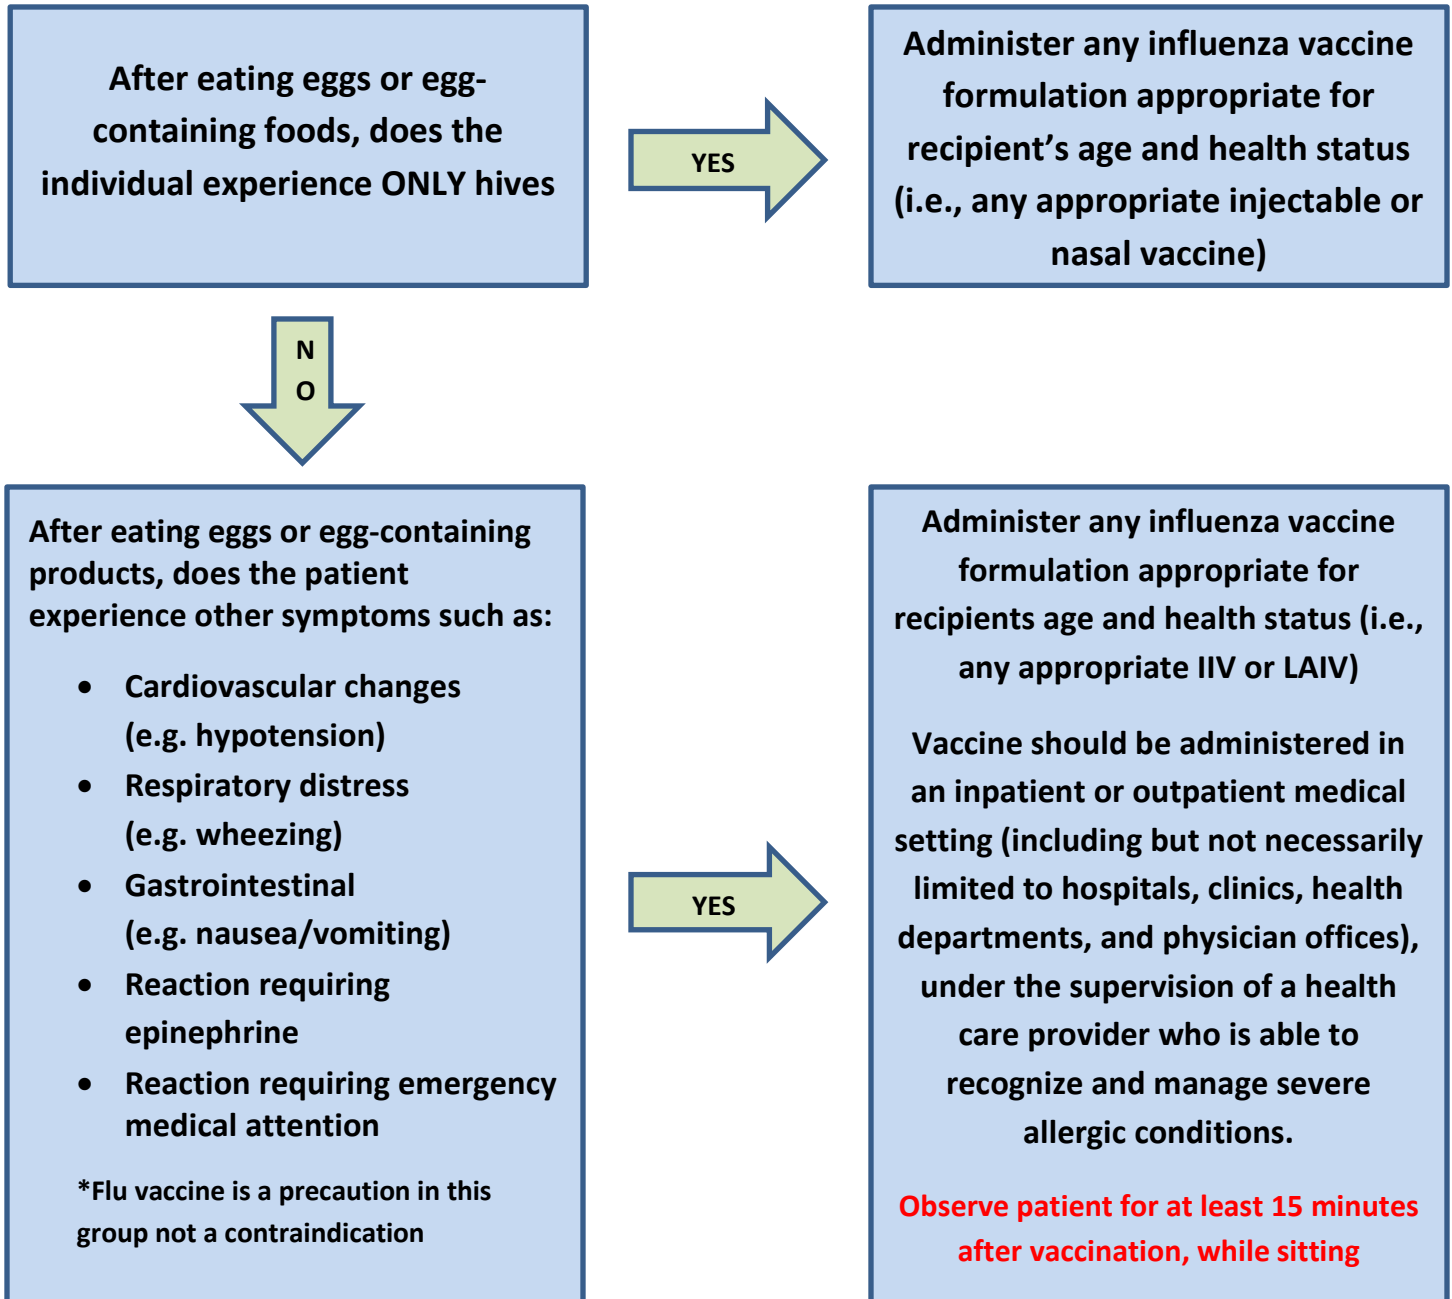 After eating eggs or egg-
containing foods, does the
individual experience ONLY hives
YES
Administer any influenza vaccine
formulation appropriate for
recipient’s age and health status
(i.e., any appropriate injectable or
nasal vaccine)
N
O
After eating eggs or egg-containing
products, does the patient
experience other symptoms such as:
• Cardiovascular changes
(e.g. hypotension)
• Respiratory distress
(e.g. wheezing)
• Gastrointestinal
(e.g. nausea/vomiting)
• Reaction requiring
epinephrine
• Reaction requiring emergency
medical attention
*Flu vaccine is a precaution in this
group not a contraindication
YES
Administer any influenza vaccine
formulation appropriate for
recipients age and health status (i.e.,
any appropriate IIV or LAIV)
Vaccine should be administered in
an inpatient or outpatient medical
setting (including but not necessarily
limited to hospitals, clinics, health
departments, and physician offices),
under the supervision of a health
care provider who is able to
recognize and manage severe
allergic conditions.
Observe patient for at least 15 minutes
after vaccination, while sitting